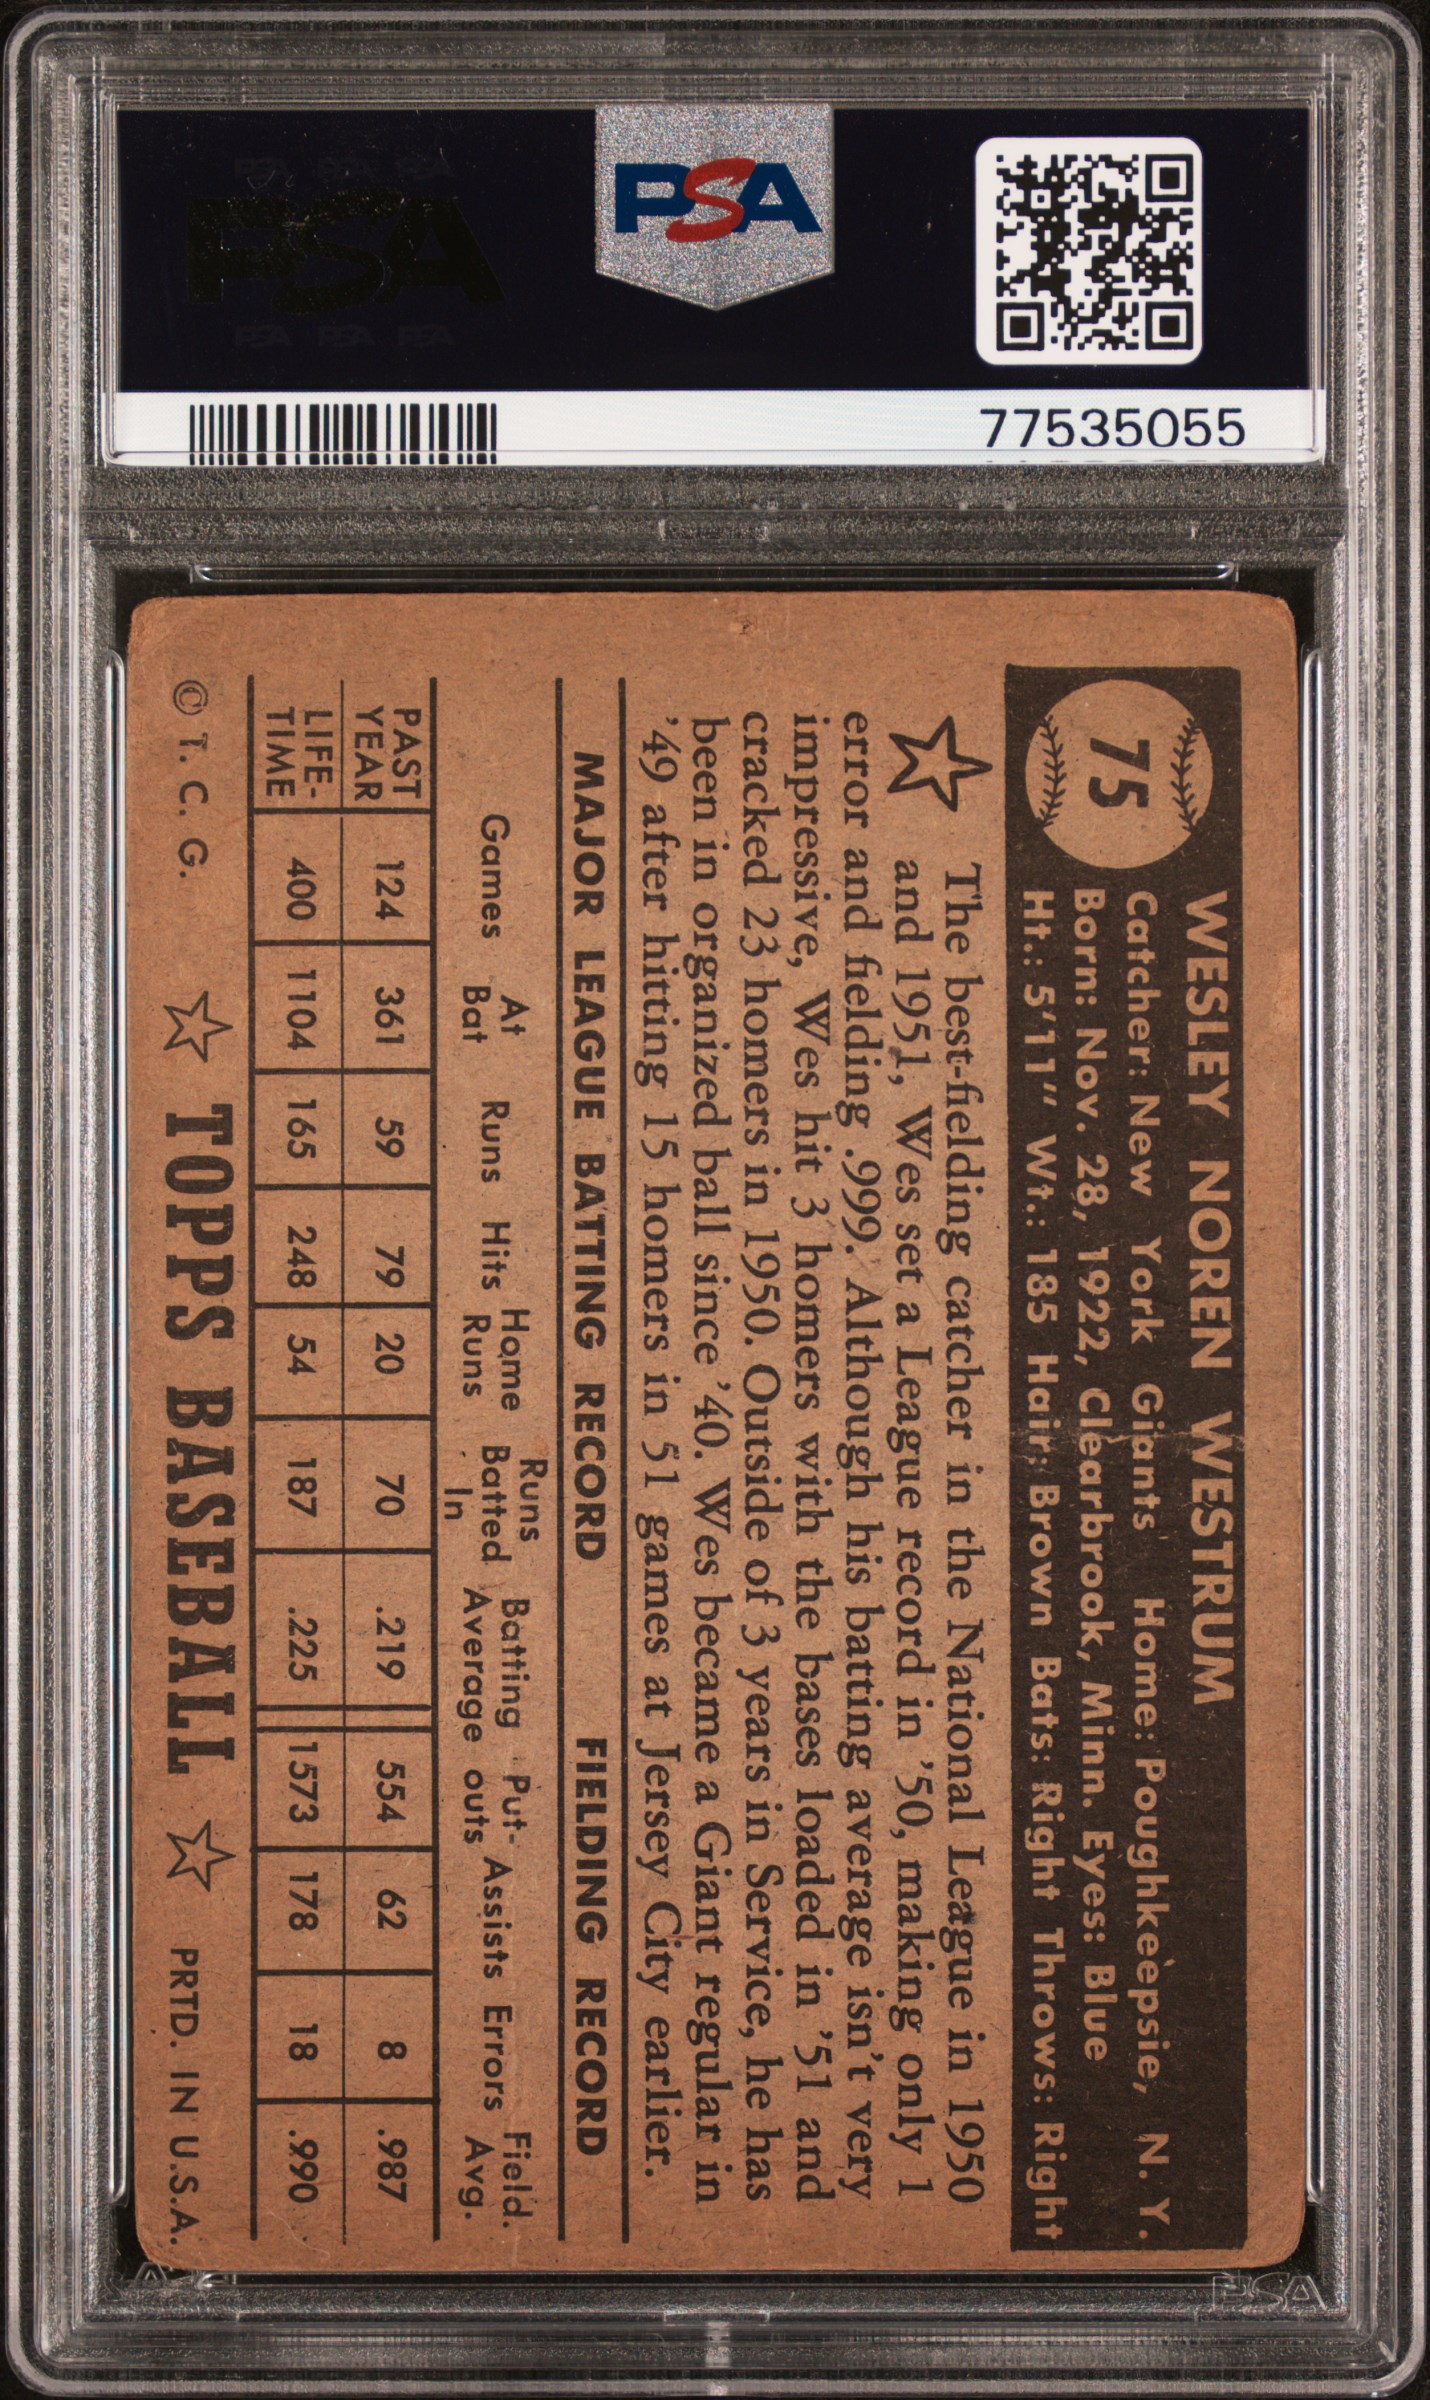 PSA PSA PSA
PSA
PSA PSA PSA
PSA
77535055
75
WESLEY NOREN WESTRUM
Catcher: New York Giants Home: Poughkeepsie, N. Y.
Born: Nov. 28, 1922, Clearbrook, Minn. Eyes: Blue
Ht.: 5'11" Wt.: 185 Hair: Brown Bats: Right Throws: Right
The best-fielding catcher in the National League in 1950
and 1951, Wes set a League record in '50, making only 1
error and fielding .999. Although his batting average isn't very
impressive, Wes hit 3 homers with the bases loaded in '51 and
cracked 23 homers in 1950. Outside of 3 years in Service, he has
been in organized ball since '40. Wes became a Giant regular in
'49 after hitting 15 homers in 51 games at Jersey City earlier.
MAJOR LEAGUE BATTING RECORD FIELDING RECORD
Games At Bat Runs Hits Home Runs Runs Batted In Batting Average Put-outs Assists Errors Field. Avg.
PAST YEAR 124 361 59 79 20 70 .219 554 62 8 .987
LIFE-TIME 400 1104 165 248 54 187 .225 1573 178 18 .990
© T. C. G. TOPPS BASEBALL PRTD. IN U.S.A.
PSA